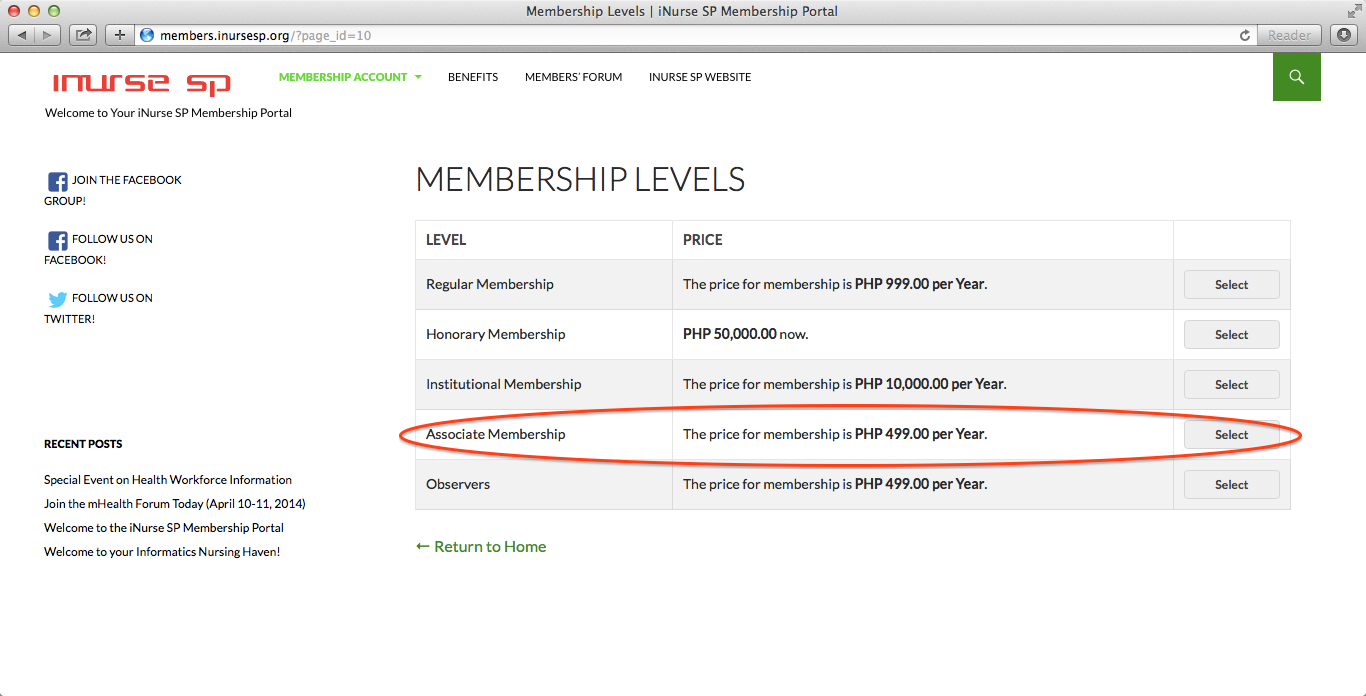 Membership Levels | iNurse SP Membership Portal
members.inursesp.org/?page_id=10
Reader
inurse sp
MEMBERSHIP ACCOUNT
BENEFITS
MEMBERS' FORUM
INURSE SP WEBSITE
Welcome to Your iNurse SP Membership Portal
JOIN THE FACEBOOK
GROUP!
FOLLOW US ON
FACEBOOK!
FOLLOW US ON
TWITTER!
RECENT POSTS
Special Event on Health Workforce Information
Join the mHealth Forum Today (April 10-11, 2014)
Welcome to the iNurse SP Membership Portal
Welcome to your Informatics Nursing Haven!
MEMBERSHIP LEVELS
LEVEL PRICE
Regular Membership The price for membership is PHP 999.00 per Year. Select
Honorary Membership PHP 50,000.00 now. Select
Institutional Membership The price for membership is PHP 10,000.00 per Year. Select
Associate Membership The price for membership is PHP 499.00 per Year. Select
Observers The price for membership is PHP 499.00 per Year. Select
← Return to Home